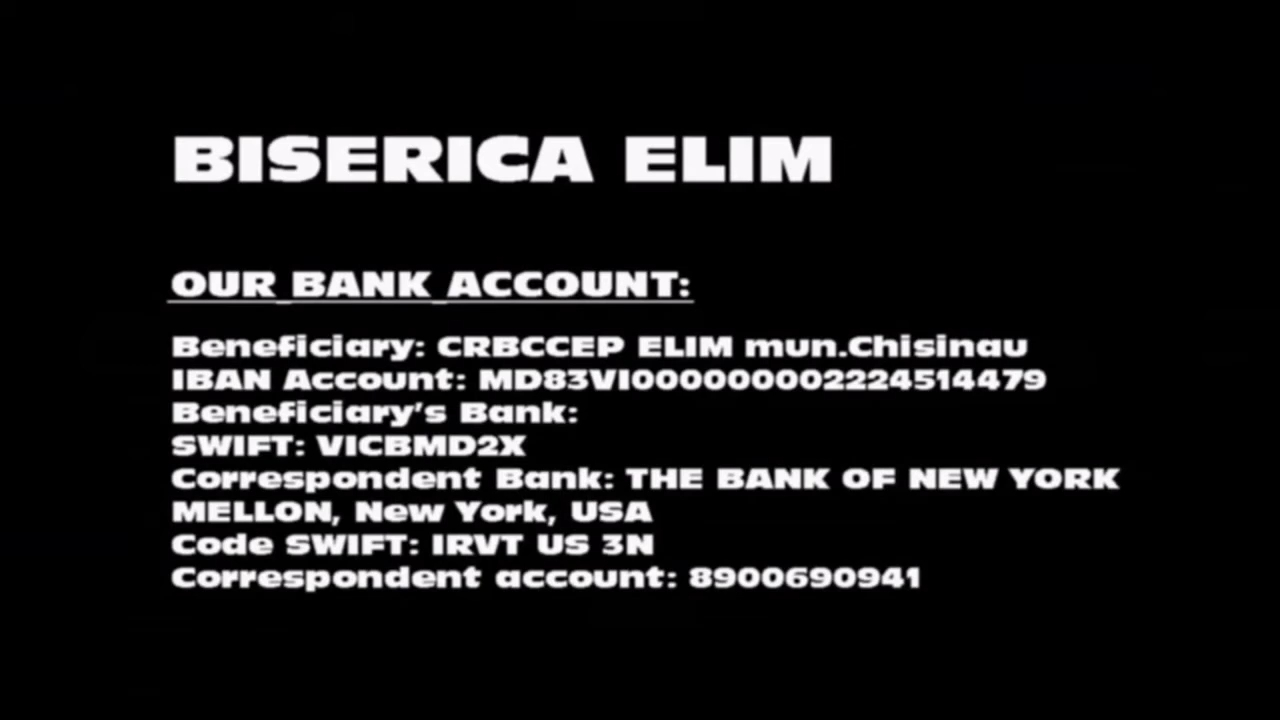 BISERICA ELIM
OUR BANK ACCOUNT:
Beneficiary: CRBCCEP ELIM mun.Chisinau
IBAN Account: MD83VI000000002224514479
Beneficiary's Bank:
SWIFT: VICBMD2X
Correspondent Bank: THE BANK OF NEW YORK
MELLON, New York, USA
Code SWIFT: IRVT US 3N
Correspondent account: 8900690941